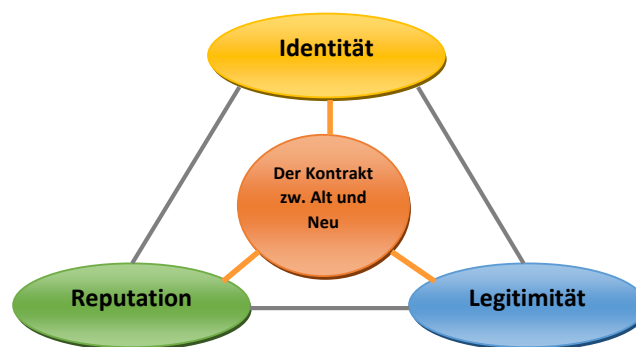 Identität
Der Kontrakt
zw. Alt und
Neu
Reputation
Legitimität